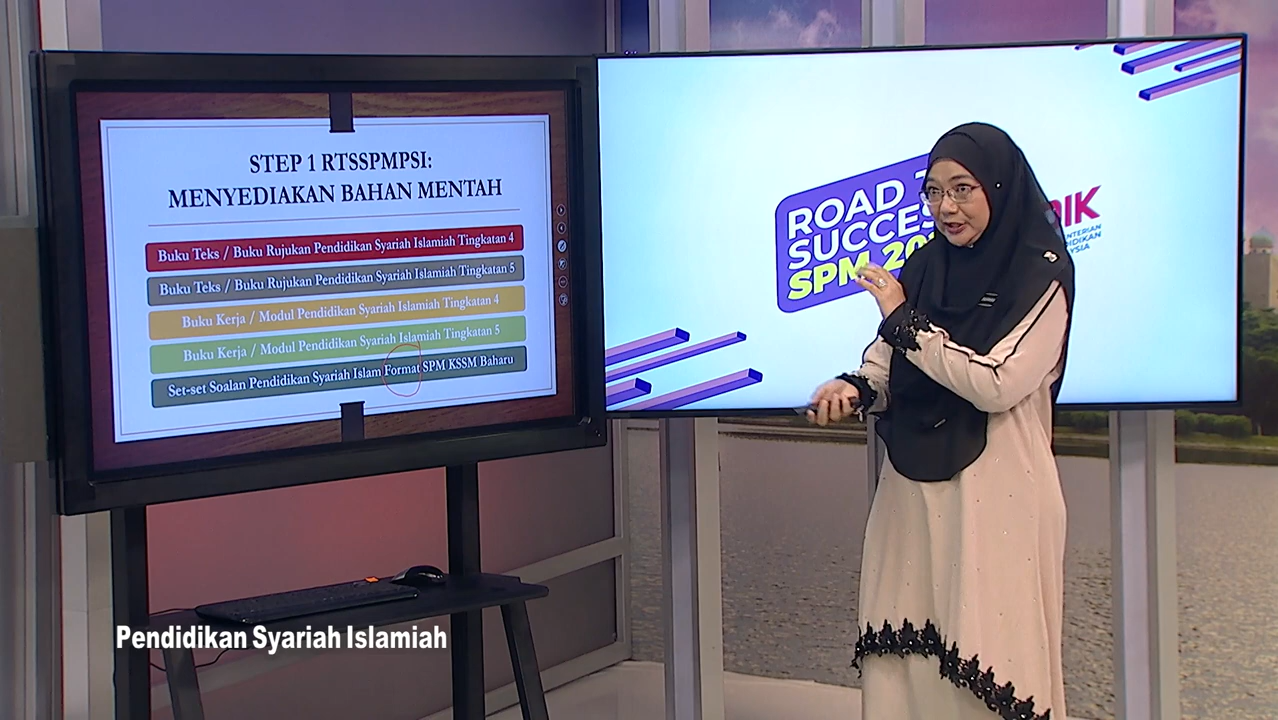 STEP 1 RTSSPMPSI:
MENYEDIAKAN BAHAN MENTAH
Buku Teks / Buku Rujukan Pendidikan Syariah Islamiah Tingkatan 4
Buku Teks / Buku Rujukan Pendidikan Syariah Islamiah Tingkatan 5
Buku Kerja / Modul Pendidikan Syariah Islamiah Tingkatan 4
Buku Kerja / Modul Pendidikan Syariah Islamiah Tingkatan 5
Set-set Soalan Pendidikan Syariah Islam Format SPM KSSM Baharu
ROAD
SUCCES
SPM
Pendidikan Syariah Islamiah